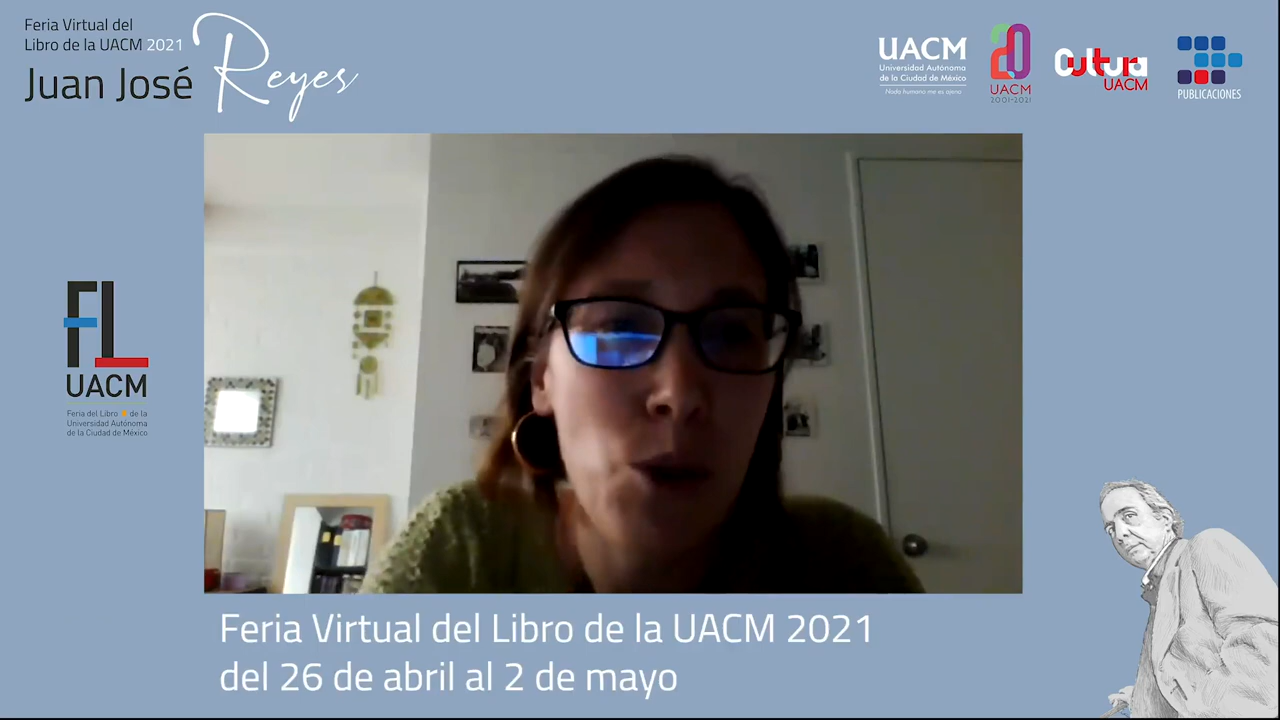 Feria Virtual del
Libro de la UACM 2021
Juan José Reyes
UACM
Universidad Autónoma
de la Ciudad de México
Nada humano me es ajeno
20
UACM
2001-2021
Cultura
UACM
PUBLICACIONES
FL
UACM
Feria del Libro de la
Universidad Autónoma
de la Ciudad de México
Feria Virtual del Libro de la UACM 2021
del 26 de abril al 2 de mayo